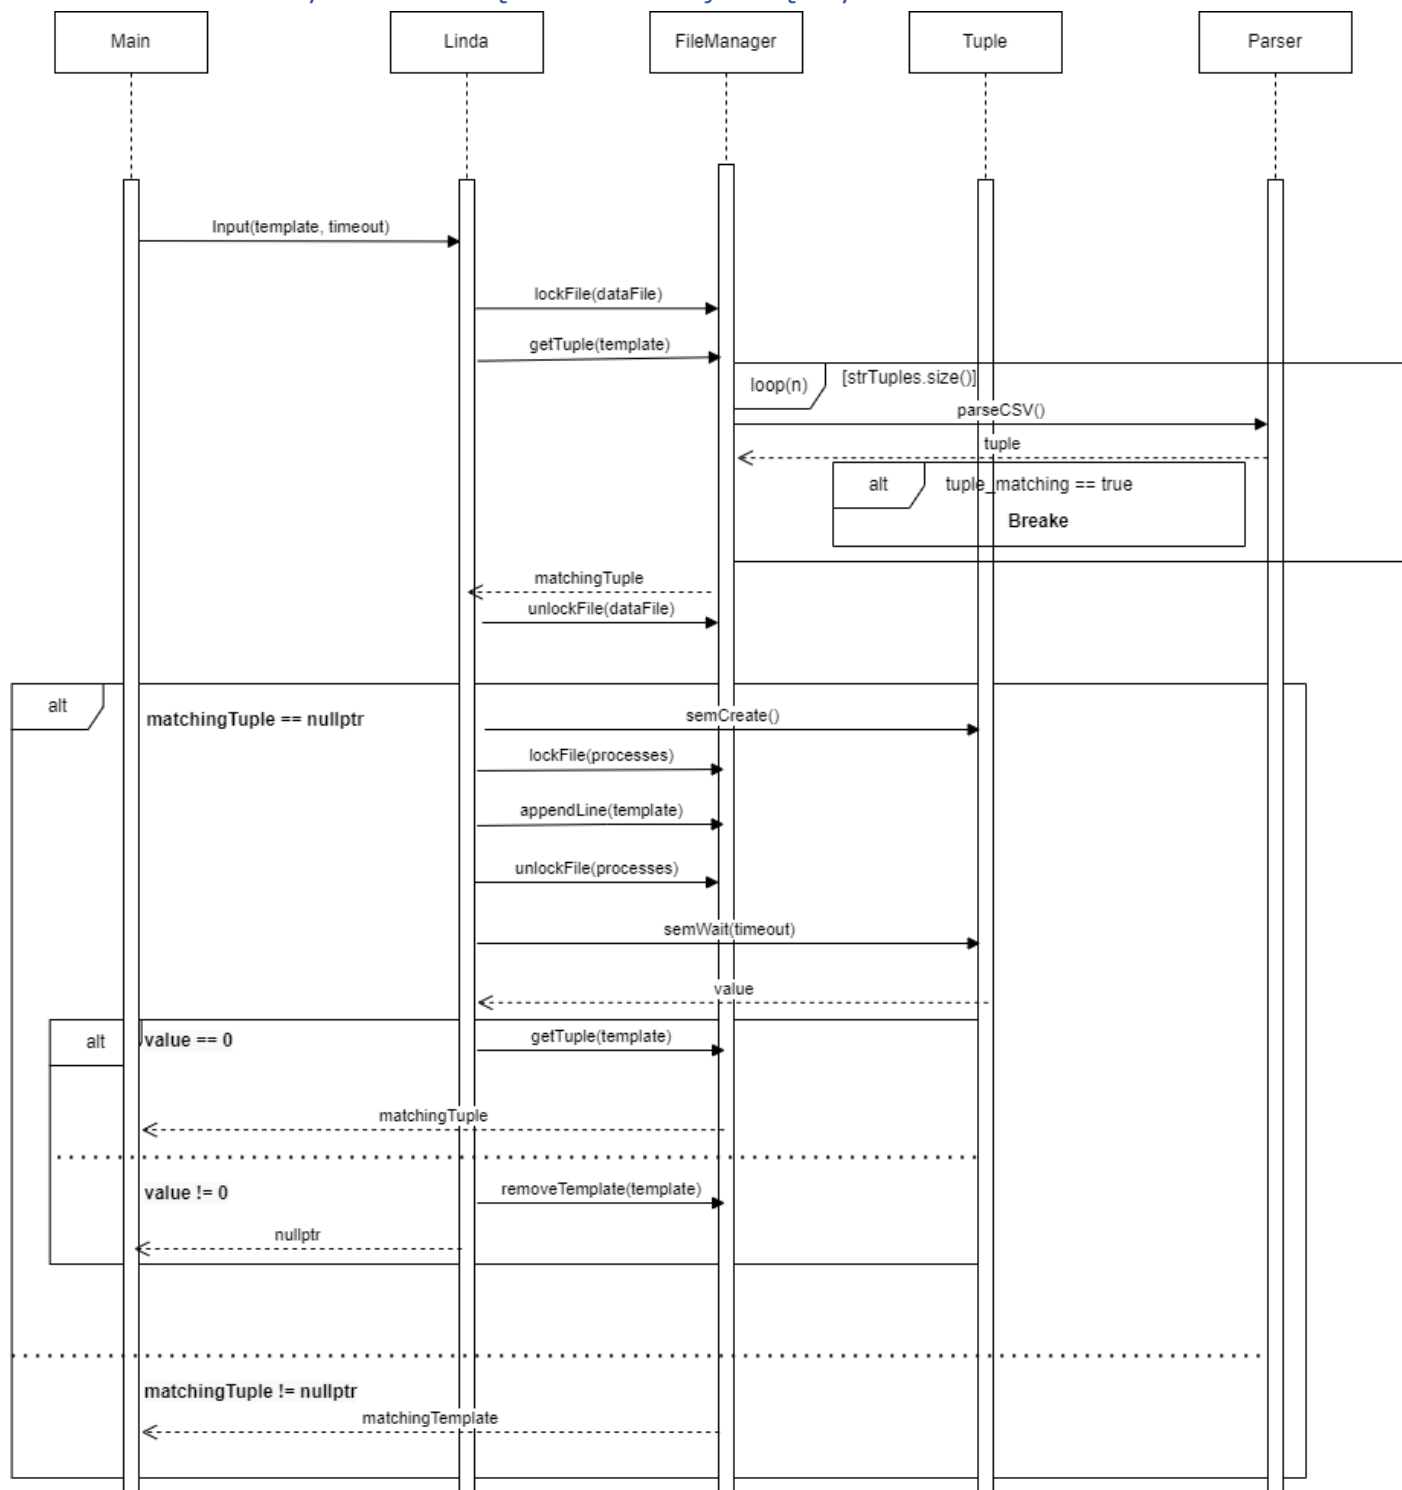 Main
Linda
FileManager
Tuple
Parser
Input(template, timeout)
lockFile(dataFile)
getTuple(template)
loop(n)
[strTuples.size()]
parseCSV()
tuple
alt
tuple_matching == true
Breake
matchingTuple
unlockFile(dataFile)
alt
matchingTuple == nullptr
semCreate()
lockFile(processes)
appendLine(template)
unlockFile(processes)
semWait(timeout)
value
alt
value == 0
getTuple(template)
matchingTuple
value != 0
removeTemplate(template)
nullptr
matchingTuple != nullptr
matchingTemplate